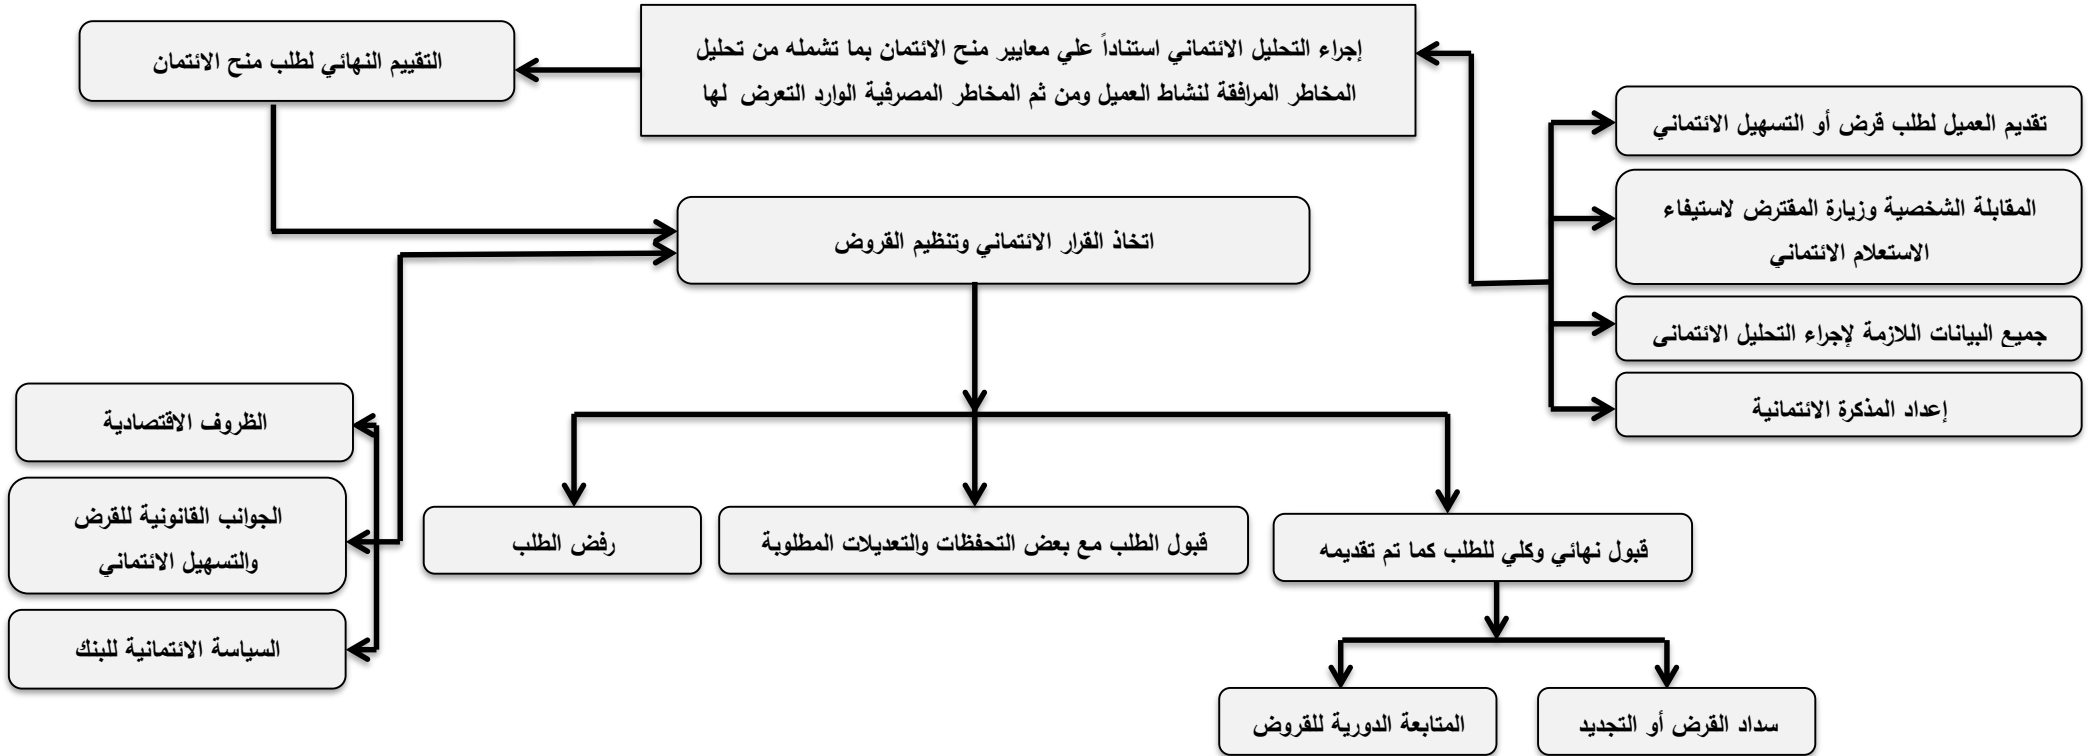 إجراء التحليل الائتماني استناداً علي معايير منح الائتمان بما تشمله من تحليل
المخاطر المرافقة لنشاط العميل ومن ثم المخاطر المصرفية الوارد التعرض لها
التقييم النهائي لطلب منح الائتمان
تقديم العميل لطلب قرض أو التسهيل الائتماني
المقابلة الشخصية وزيارة المقترض لاستيفاء
الاستعلام الائتماني
جميع البيانات اللازمة لإجراء التحليل الائتمانى
إعداد المذكرة الائتمانية
اتخاذ القرار الائتماني وتنظيم القروض
الظروف الاقتصادية
الجوانب القانونية للقرض
والتسهيل الائتماني
السياسة الائتمانية للبنك
قبول نهائي وكلي للطلب كما تم تقديمه
قبول الطلب مع بعض التحفظات والتعديلات المطلوبة
رفض الطلب
سداد القرض أو التجديد
المتابعة الدورية للقروض